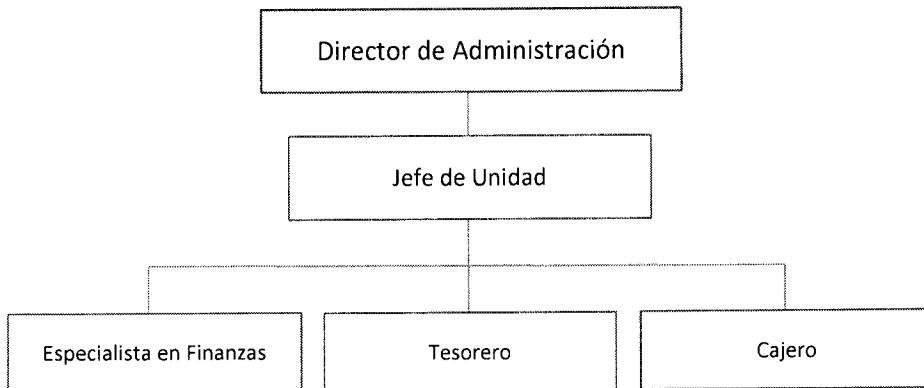 Director de Administración
Jefe de Unidad
Especialista en Finanzas
Tesorero
Cajero